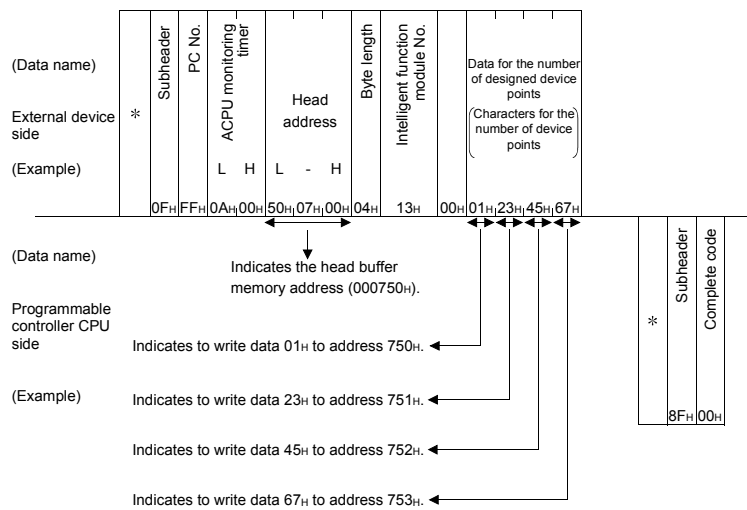 (Data name)
External device
side
(Example)
*
Subheader
PC No.
ACPU monitoring
timer
Head
address
Byte length
Intelligent function
module No.
Data for the number
of designed device
points
(Characters for the
number of device
points)
L H L - H
0FH FFH 0AH 00H 50H 07H 00H 04H 13H 00H 01H 23H 45H 67H
(Data name)
Programmable
controller CPU
side
(Example)
Indicates the head buffer
memory address (000750H).
Indicates to write data 01H to address 750H.
Indicates to write data 23H to address 751H.
Indicates to write data 45H to address 752H.
Indicates to write data 67H to address 753H.
*
Subheader
Complete code
8FH 00H